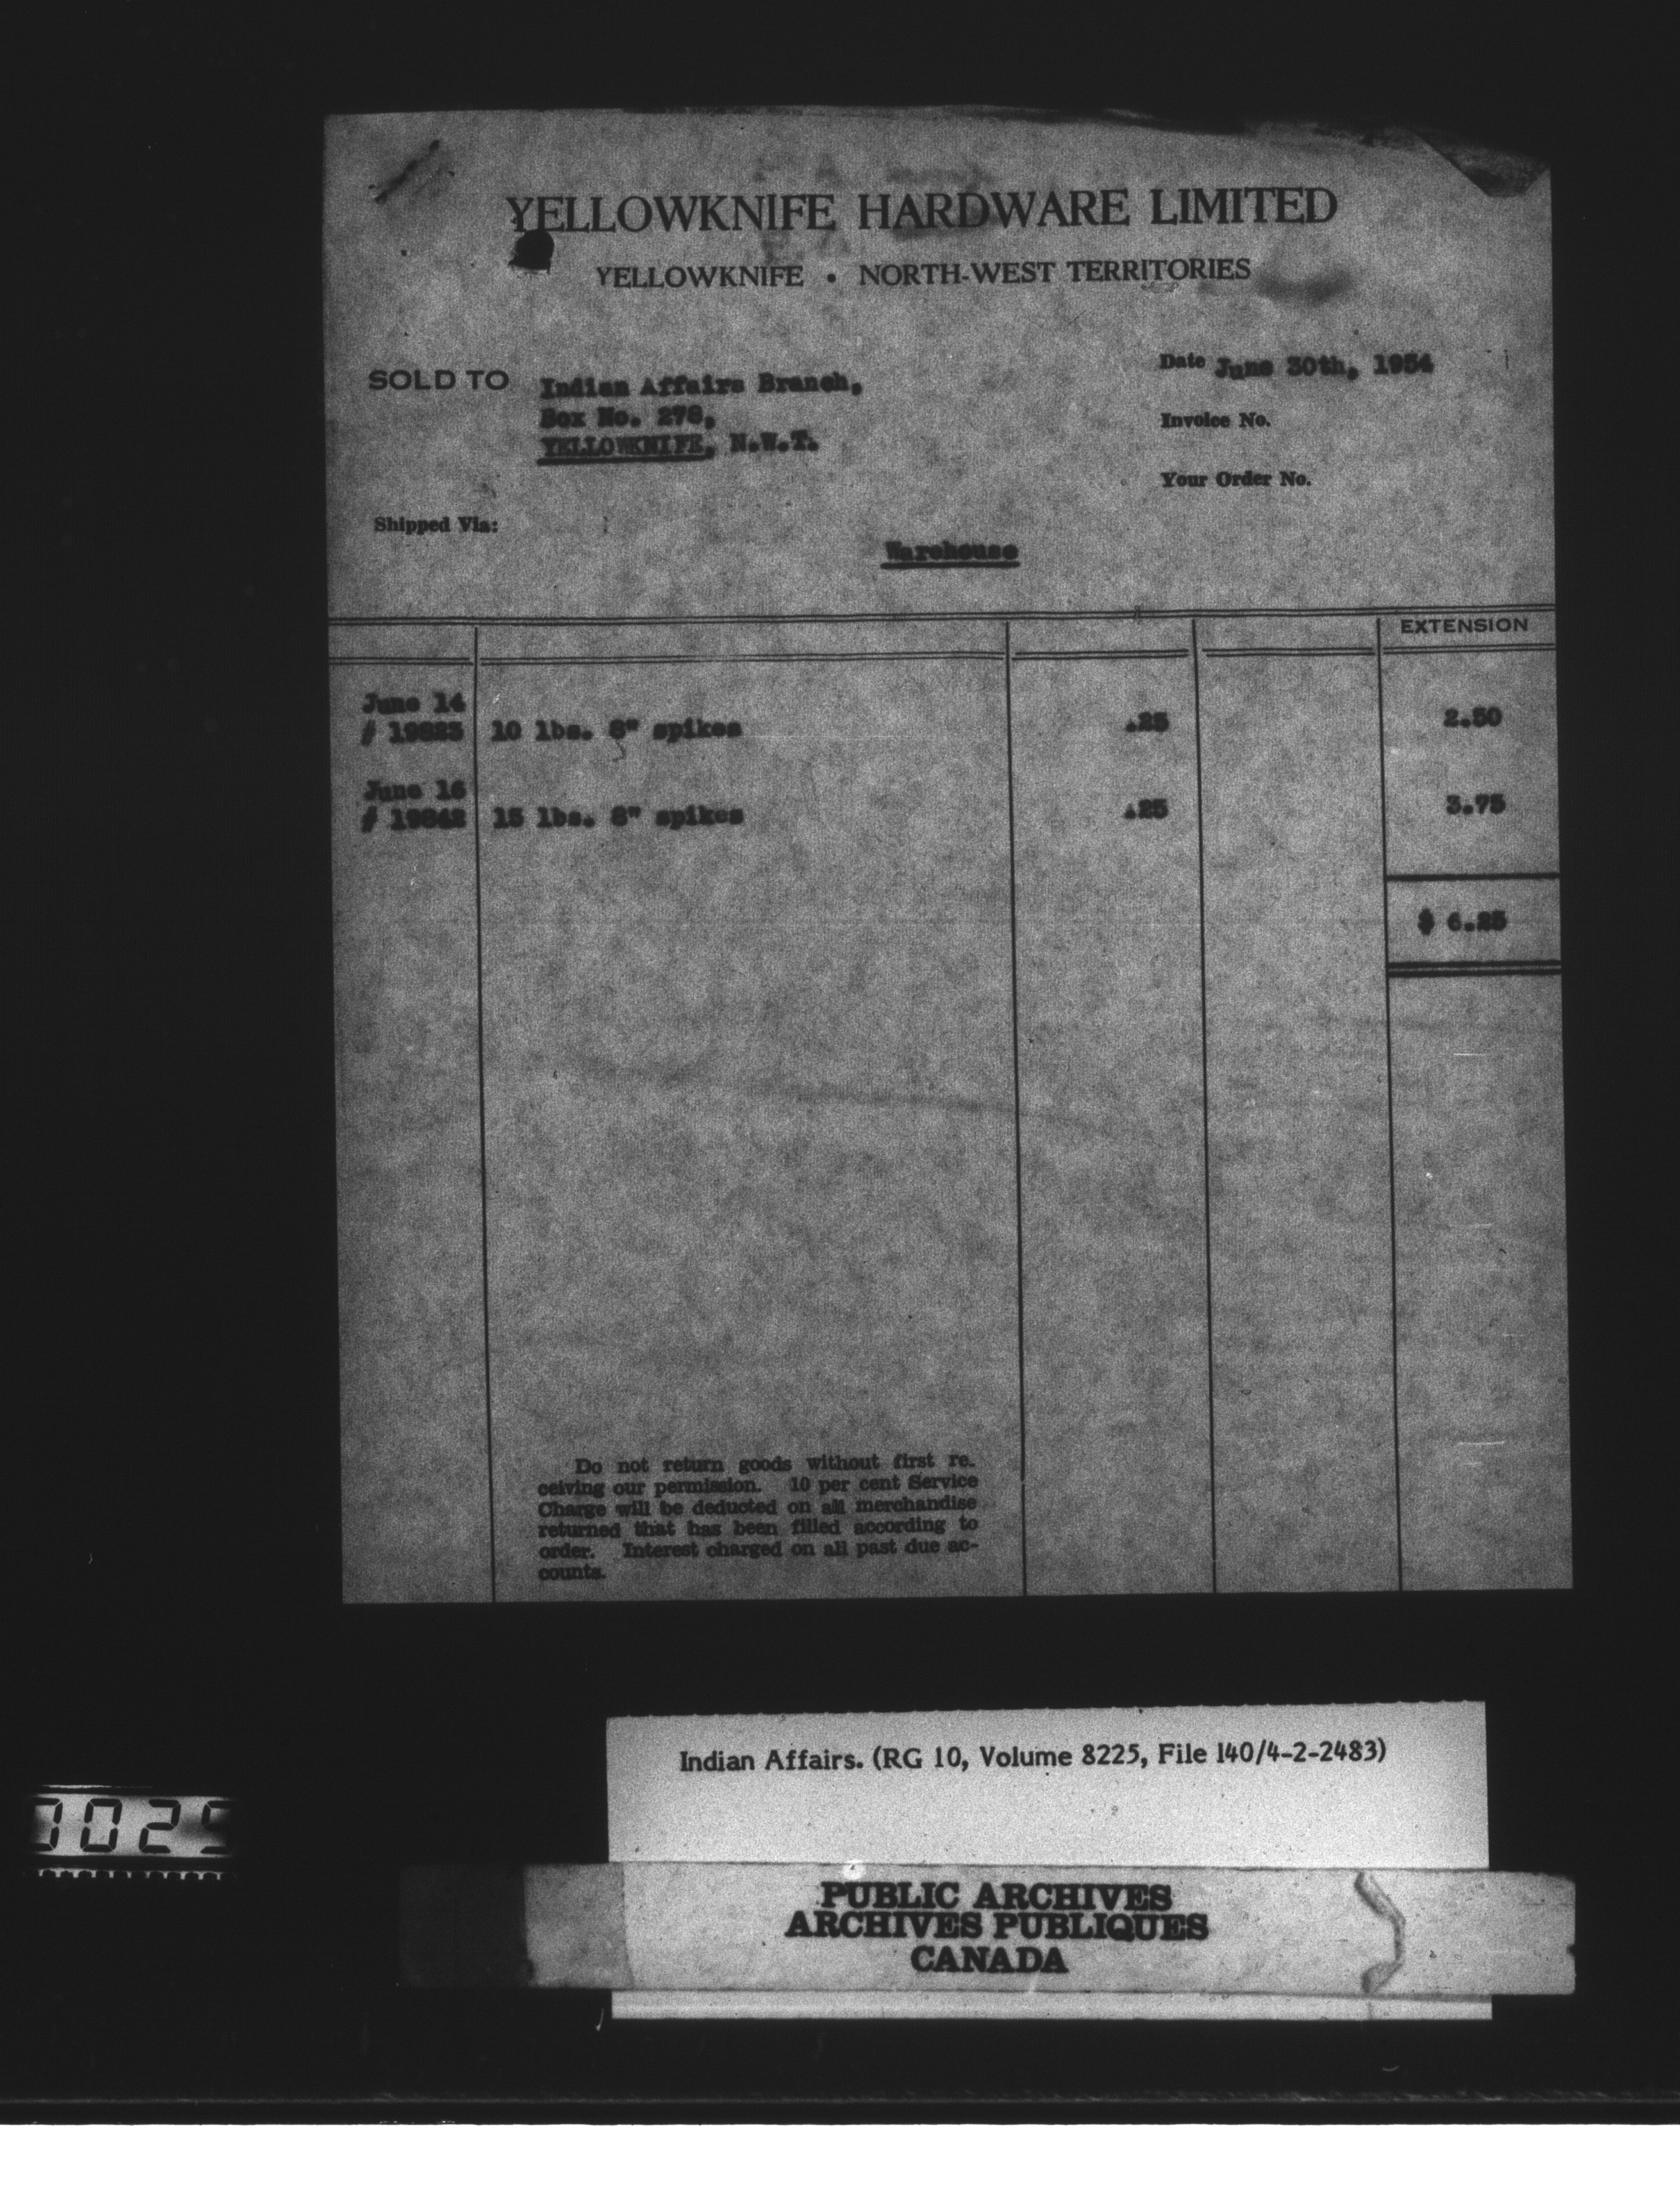 YELLOWKNIFE HARDWARE LIMITED
YELLOWKNIFE • NORTH-WEST TERRITORIES
SOLD TO
Indian Affairs Branch,
Box No. 278,
YELLOWKNIFE, N.W.T.
Date June 30th, 1954
Invoice No.
Your Order No.
Shipped Via:
Warehouse
EXTENSION
June 14
# 19823 10 lbs. 8" spikes .25 2.50
June 16
# 19842 15 lbs. 8" spikes .25 3.75
$ 6.25
Do not return goods without first re-
ceiving our permission. 10 per cent Service
Charge will be deducted on all merchandise
returned that has been filled according to
order. Interest charged on all past due ac-
counts.
Indian Affairs. (RG 10, Volume 8225, File 140/4-2-2483)
PUBLIC ARCHIVES
ARCHIVES PUBLIQUES
CANADA